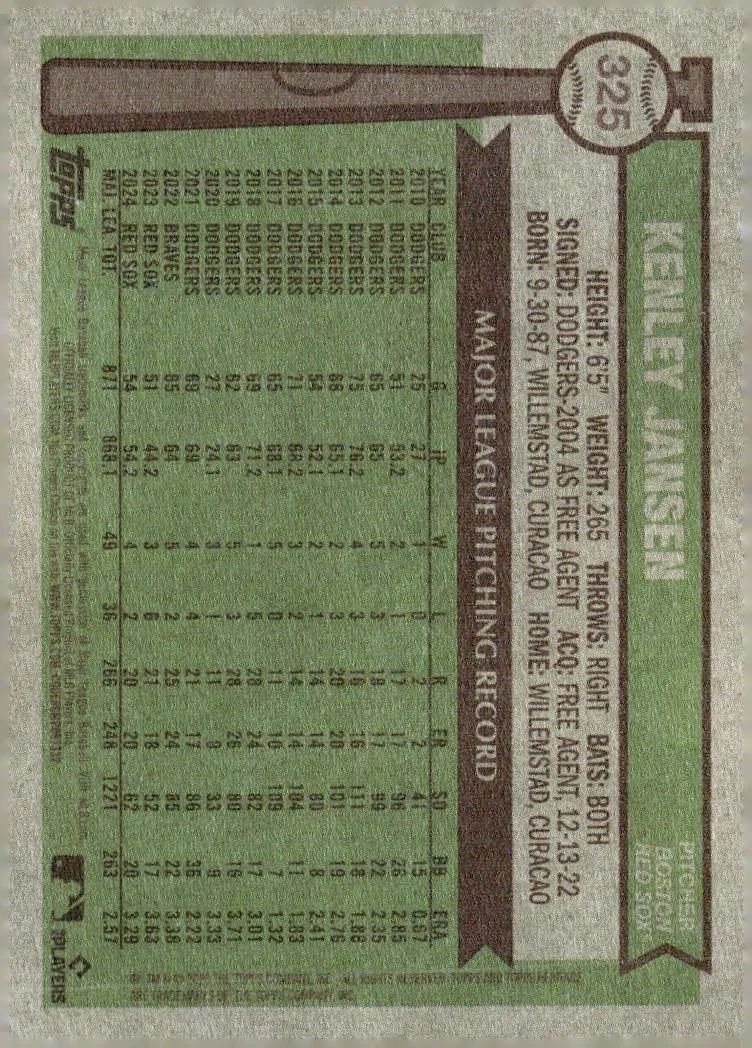 325
KENLEY JANSEN
PITCHER
BOSTON
RED SOX
HEIGHT: 6'5" WEIGHT: 265 THROWS: RIGHT BATS: BOTH
SIGNED: DODGERS-2004 AS FREE AGENT ACQ: FREE AGENT, 12-13-22
BORN: 9-30-87, WILLEMSTAD, CURACAO HOME: WILLEMSTAD, CURACAO
MAJOR LEAGUE PITCHING RECORD
YEAR CLUB G IP W L R ER SO BB ERA
2010 DODGERS 25 27 1 0 2 2 41 15 0.67
2011 DODGERS 51 53.2 2 1 17 17 96 26 2.85
2012 DODGERS 65 65 5 3 18 17 99 22 2.35
2013 DODGERS 75 76.2 4 3 16 16 111 18 1.88
2014 DODGERS 68 65.1 2 3 20 20 101 19 2.76
2015 DODGERS 54 52.1 2 1 14 14 80 8 2.41
2016 DODGERS 71 68.2 3 2 14 14 104 11 1.83
2017 DODGERS 65 68.1 5 0 11 10 109 7 1.32
2018 DODGERS 69 71.2 1 5 28 24 82 17 3.01
2019 DODGERS 62 63 5 3 28 26 80 16 3.71
2020 DODGERS 27 24.1 3 1 11 9 33 9 3.33
2021 DODGERS 69 69 4 4 21 17 86 36 2.22
2022 BRAVES 65 64 5 2 25 24 85 22 3.38
2023 RED SOX 51 44.2 3 6 21 18 52 17 3.63
2024 RED SOX 54 54.2 4 2 20 20 62 20 3.29
MAJ. LEA. TOT. 871 868.1 49 36 266 248 1221 263 2.57
topps
PLAYERS